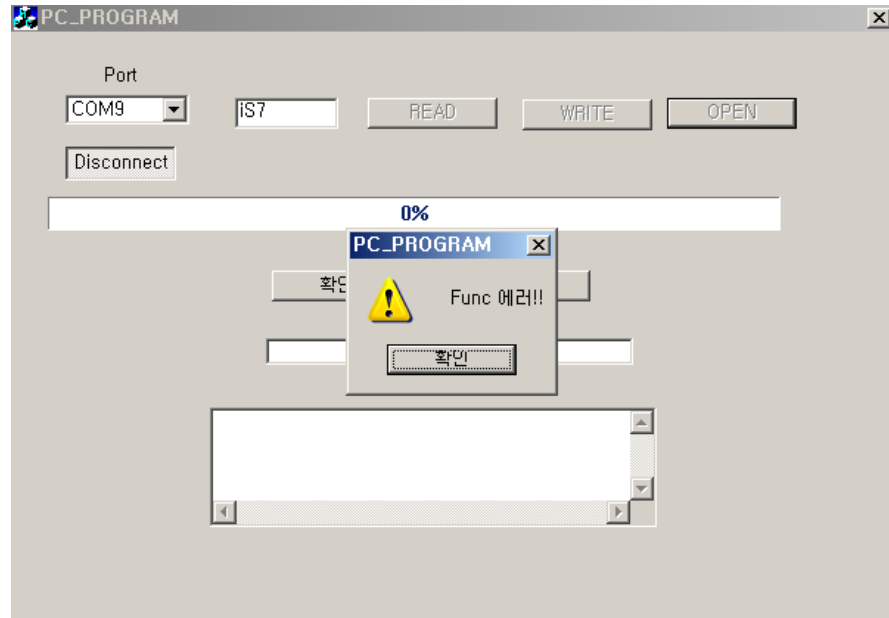 PC_PROGRAM
Port
COM9
iS7
READ
WRITE
OPEN
Disconnect
0%
PC_PROGRAM
Func 에러!!
확인